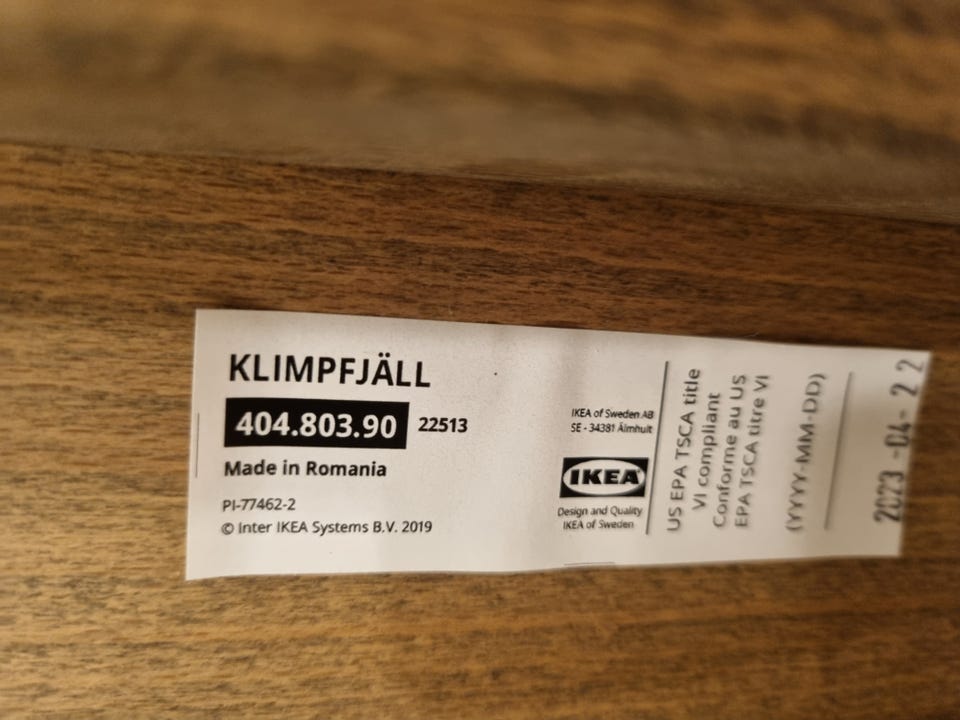 KLIMPFJÄLL
404.803.90 22513
Made in Romania
PI-77462-2
© Inter IKEA Systems B.V. 2019
IKEA of Sweden AB
SE - 34381 Älmhult
IKEA
Design and Quality
IKEA of Sweden
US EPA TSCA title
VI compliant
Conforme au US
EPA TSCA titre VI
(YYYY-MM-DD)
2023 -04- 22